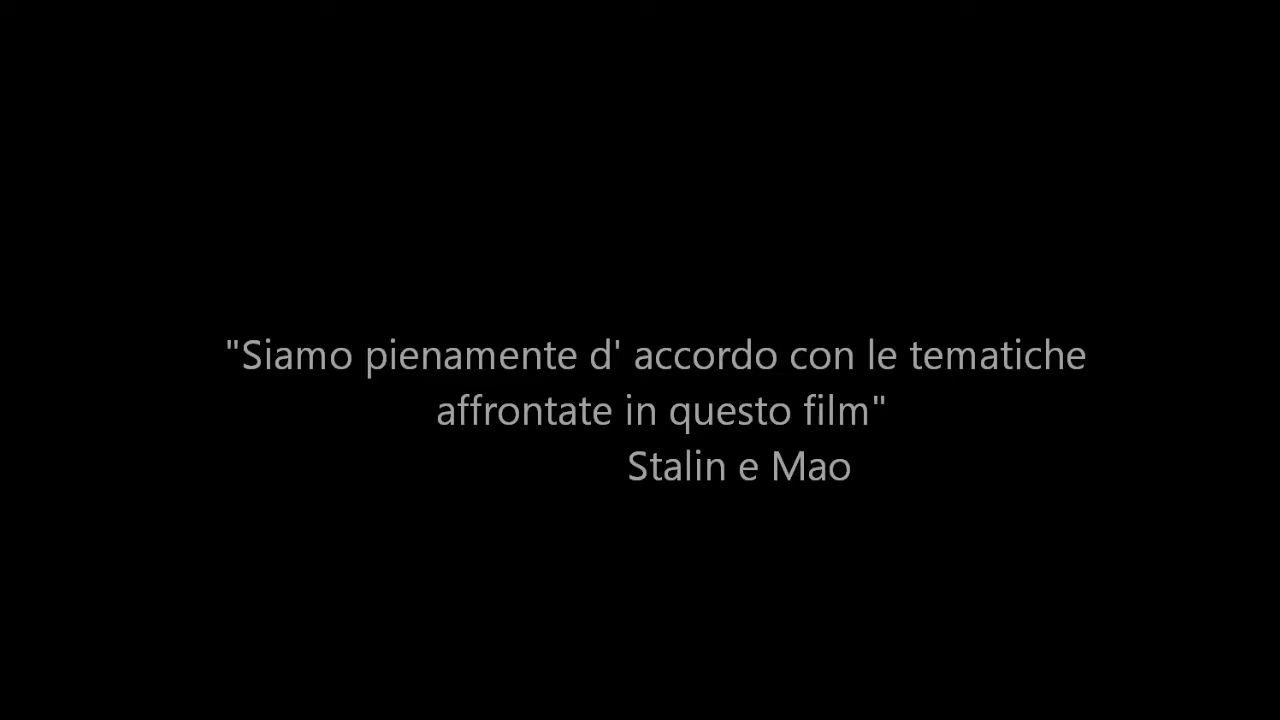 "Siamo pienamente d' accordo con le tematiche
affrontate in questo film"
Stalin e Mao